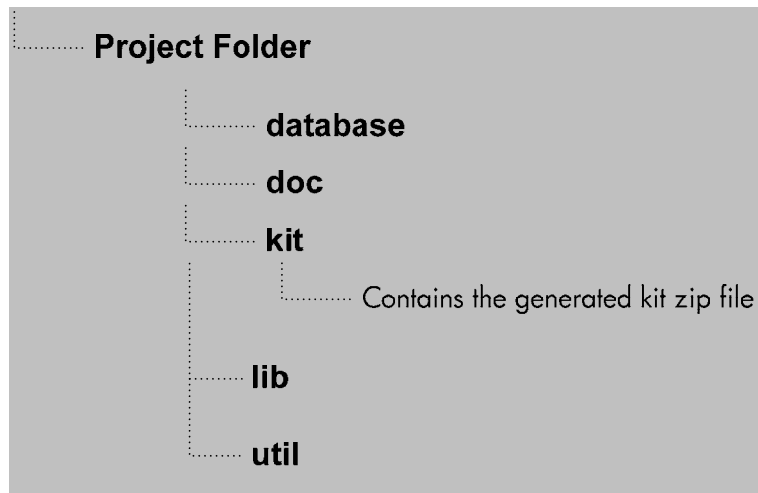 Project Folder
database
doc
kit
Contains the generated kit zip file
lib
util